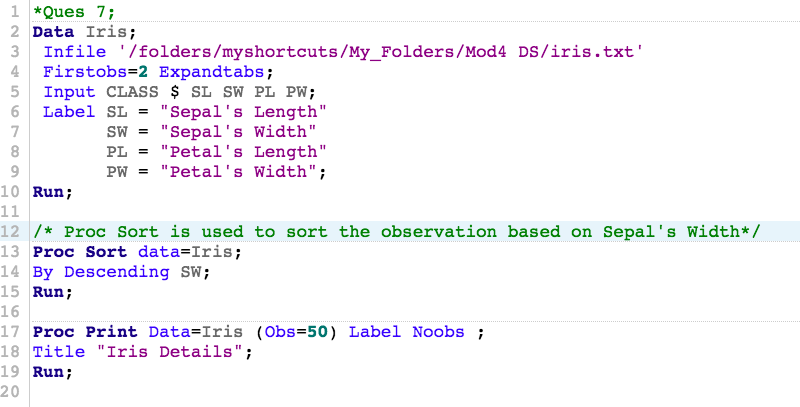 1 *Ques 7;
2 Data Iris;
3  Infile '/folders/myshortcuts/My_Folders/Mod4 DS/iris.txt'
4  Firstobs=2 Expandtabs;
5  Input CLASS $ SL SW PL PW;
6  Label SL = "Sepal's Length"
7        SW = "Sepal's Width"
8        PL = "Petal's Length"
9        PW = "Petal's Width";
10 Run;
11
12 /* Proc Sort is used to sort the observation based on Sepal's Width*/
13 Proc Sort data=Iris;
14 By Descending SW;
15 Run;
16
17 Proc Print Data=Iris (Obs=50) Label Noobs ;
18 Title "Iris Details";
19 Run;
20